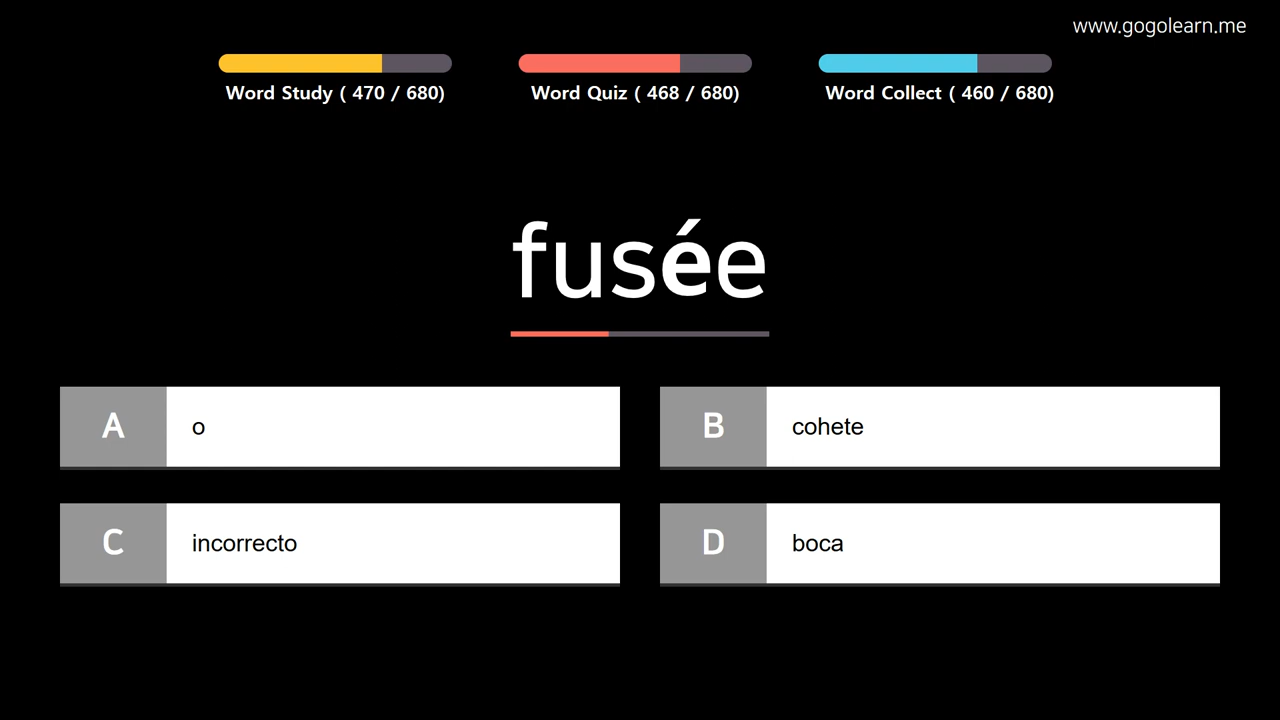 www.gogolearn.me
Word Study ( 470 / 680)
Word Quiz ( 468 / 680)
Word Collect ( 460 / 680)
fusée
A
o
B
cohete
C
incorrecto
D
boca